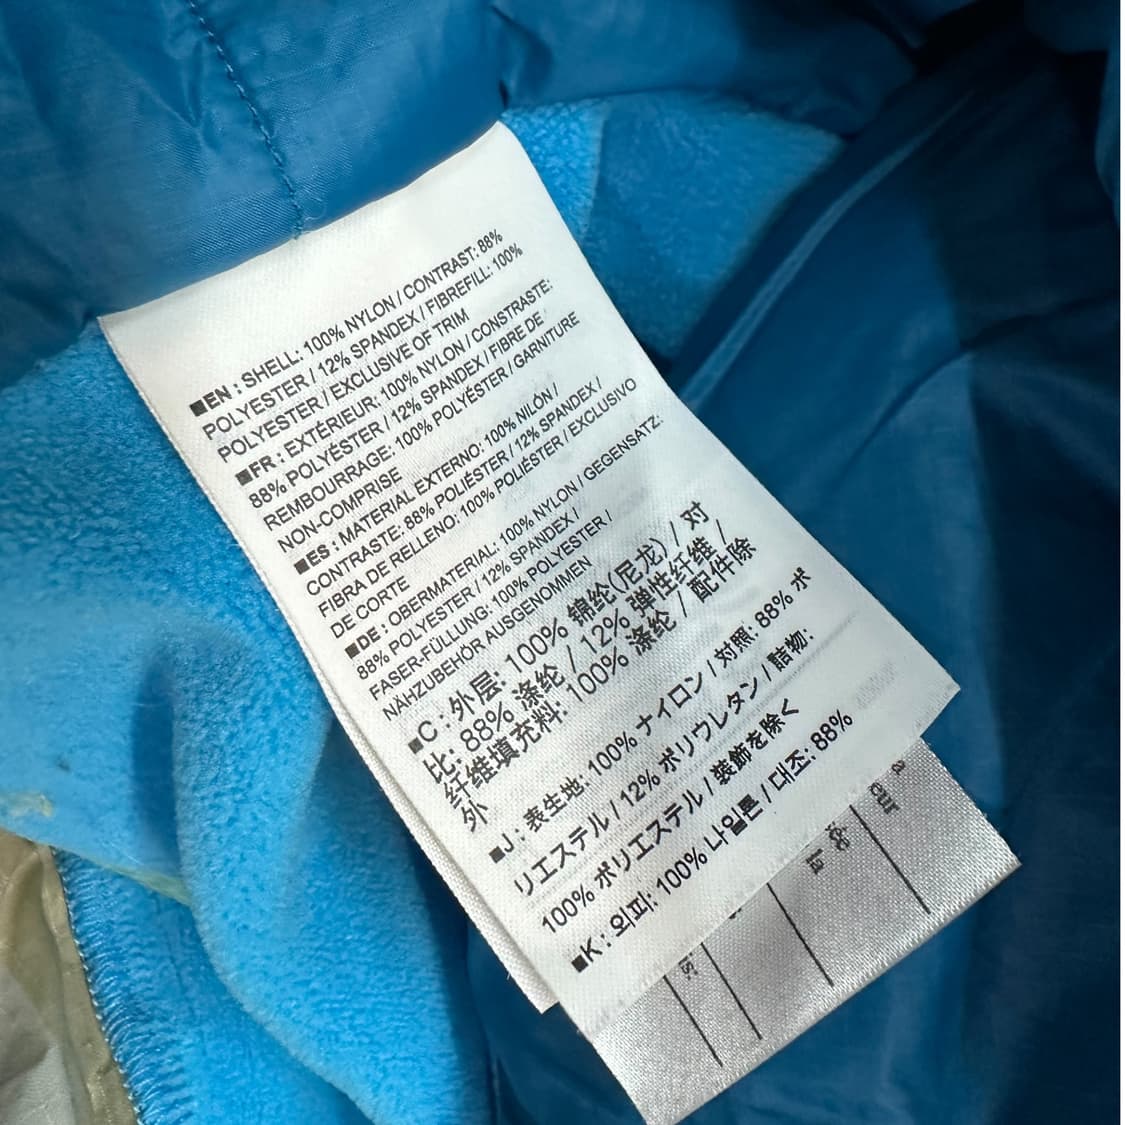 ■EN : SHELL: 100% NYLON / CONTRAST: 88%
POLYESTER / 12% SPANDEX / FIBREFILL: 100%
POLYESTER / EXCLUSIVE OF TRIM
■FR : EXTÉRIEUR: 100% NYLON / CONSTRASTE:
88% POLYÉSTER / 12% SPANDEX / FIBRE DE
REMBOURRAGE: 100% POLYÉSTER / GARNITURE
NON-COMPRISE
■ES : MATERIAL EXTERNO: 100% NILÓN /
CONTRASTE: 88% POLIÉSTER / 12% SPANDEX /
FIBRA DE RELLENO: 100% POLIÉSTER / EXCLUSIVO
DE CORTE
■DE : OBERMATERIAL: 100% NYLON / GEGENSATZ:
88% POLYESTER / 12% SPANDEX /
FASER-FÜLLUNG: 100% POLYESTER /
NÄHZUBEHÖR AUSGENOMMEN
■C : 外层: 100% 锦纶(尼龙) / 对
比: 88% 涤纶 / 12% 弹性纤维 /
纤维填充料: 100% 涤纶 / 配件除
外
■J : 表生地: 100% ナイロン / 対照: 88% ポ
リエステル / 12% ポリウレタン / 詰物:
100% ポリエステル / 装飾を除く
■K : 외피: 100% 나일론 / 대조: 88%